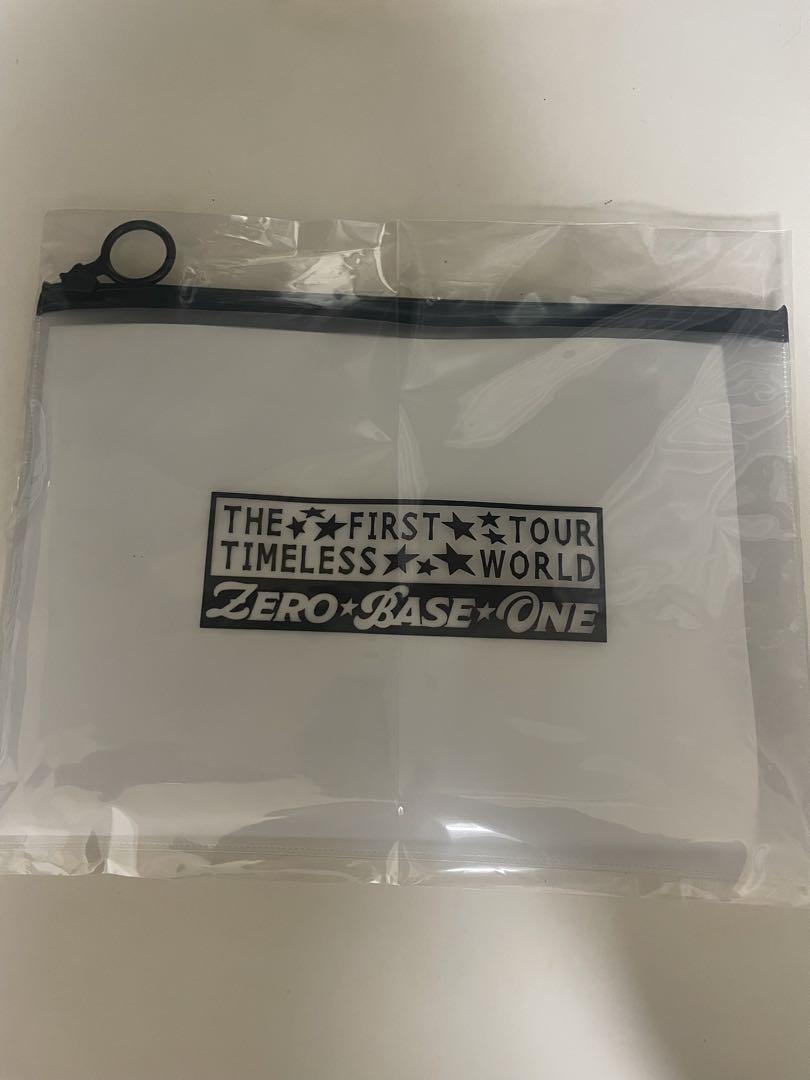 THE FIRST TOUR
TIMELESS WORLD
ZERO★BASE★ONE